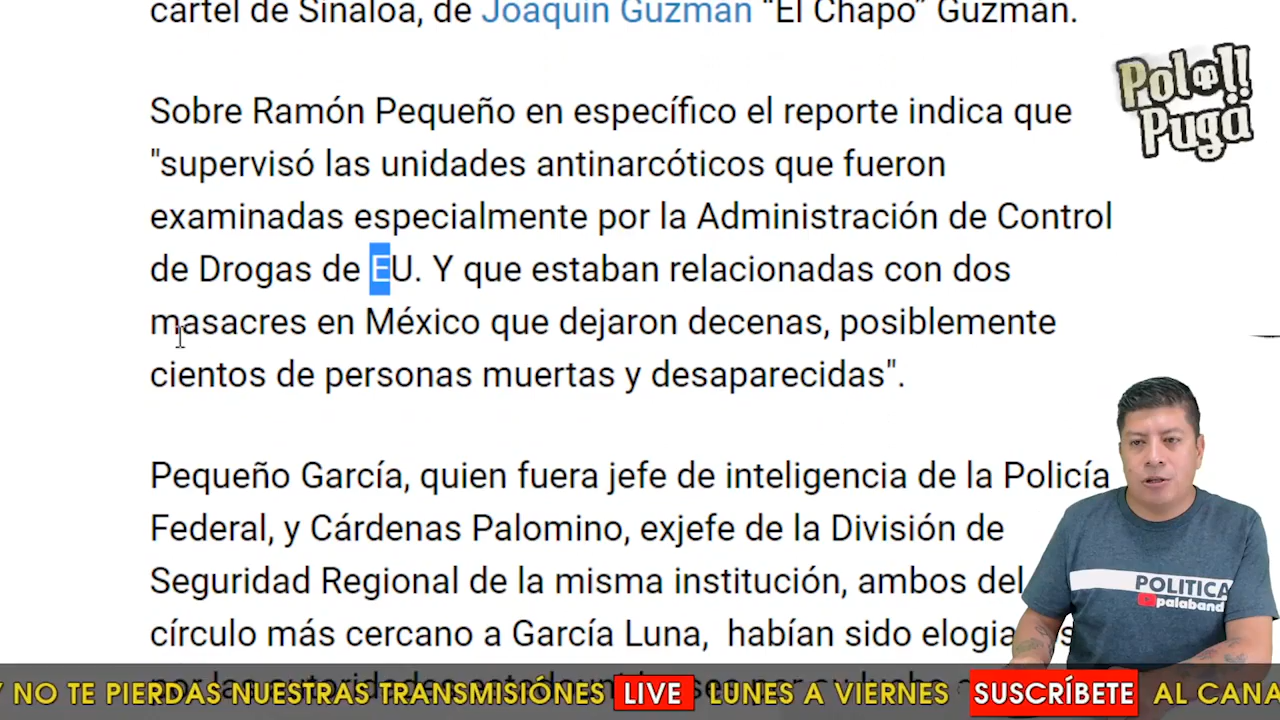 cártel de Sinaloa, de Joaquín Guzmán “El Chapo” Guzmán.
Sobre Ramón Pequeño en específico el reporte indica que
"supervisó las unidades antinarcóticos que fueron
examinadas especialmente por la Administración de Control
de Drogas de EU. Y que estaban relacionadas con dos
masacres en México que dejaron decenas, posiblemente
cientos de personas muertas y desaparecidas".
Pequeño García, quien fuera jefe de inteligencia de la Policía
Federal, y Cárdenas Palomino, exjefe de la División de
Seguridad Regional de la misma institución, ambos del
círculo más cercano a García Luna, habían sido
Pol!!
Puga
POLITICA
palaband
Y NO TE PIERDAS NUESTRAS TRANSMISIÓNES LIVE LUNES A VIERNES SUSCRÍBETE AL CANA